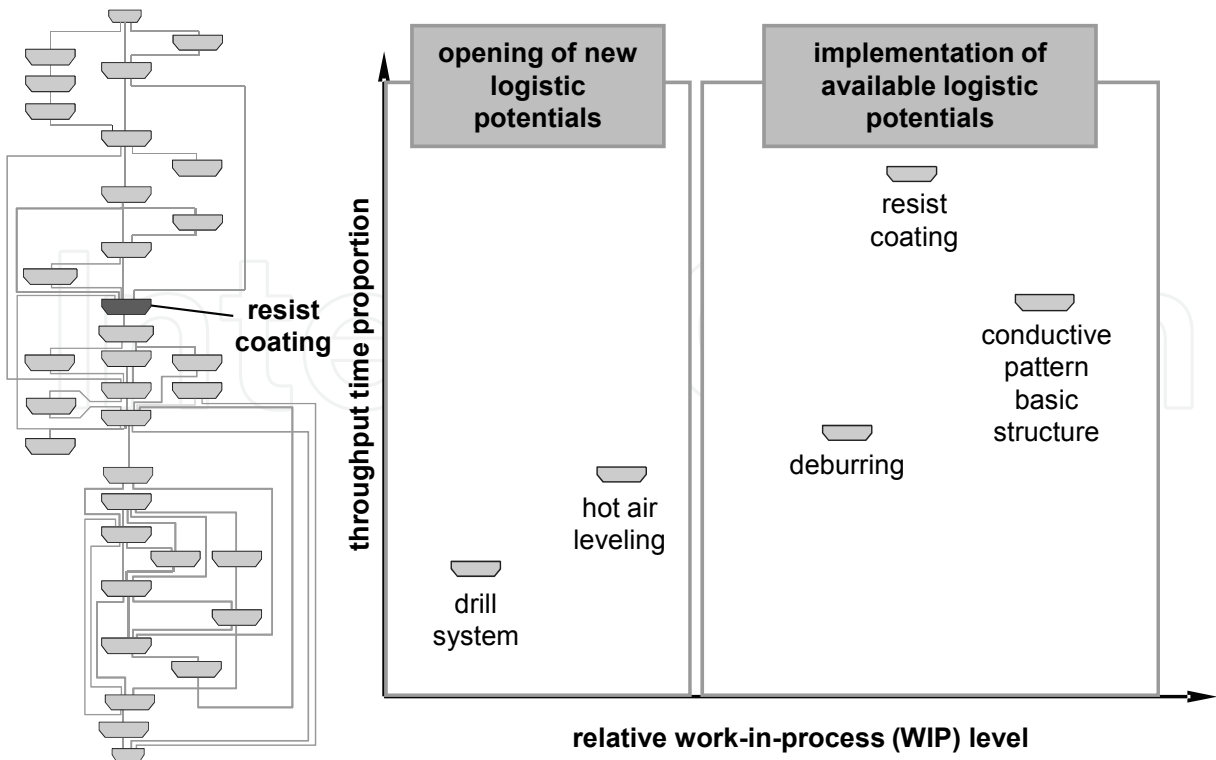 opening of new
logistic
potentials
implementation of
available logistic
potentials
resist
coating
resist
coating
conductive
pattern
basic
structure
deburring
hot air
leveling
drill
system
throughput time proportion
relative work-in-process (WIP) level